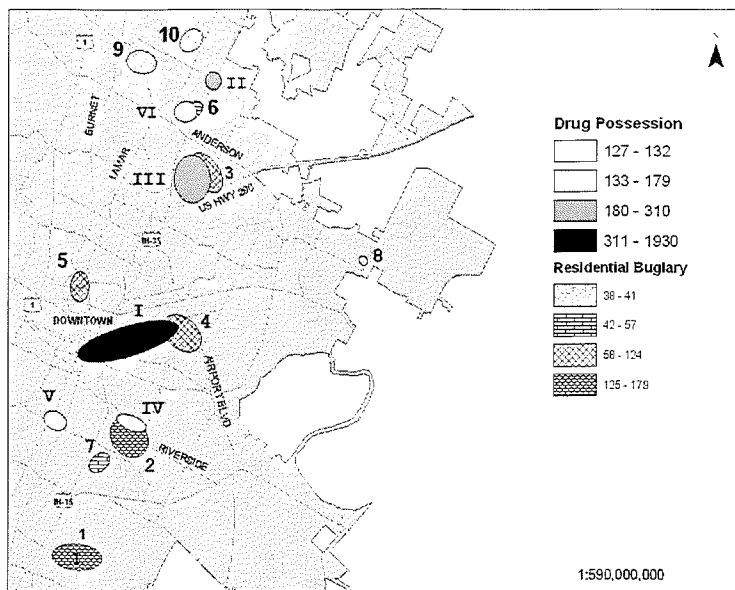 1
10
9
II
BURNET
VI
6
ANDERSON
LAMAR
III
3
US HWY 290
IH-35
8
5
1
I
DOWNTOWN
4
AIRPORT BLVD
V
IV
7
2
RIVERSIDE
1
Drug Possession
127 - 132
133 - 179
180 - 310
311 - 1930
Residential Buglary
38 - 41
42 - 57
58 - 124
125 - 179
1:590,000,000